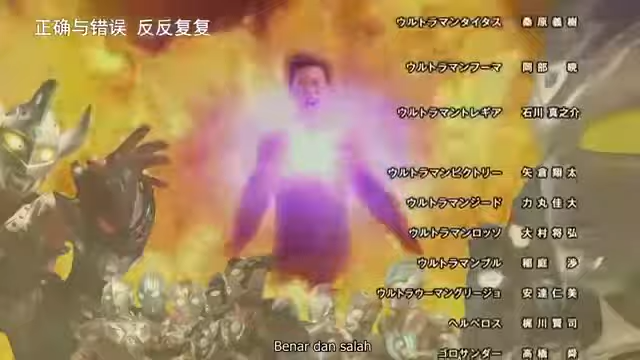 正确与错误 反反复复
ウルトラマンタイタス 桑原義樹
ウルトラマンフーマ 岡部 暁
ウルトラマントレギア 石川真之介
ウルトラマンビクトリー 矢倉翔太
ウルトラマンジード 力丸佳大
ウルトラマンロッソ 大村将弘
ウルトラマンブル 稲庭 渉
ウルトラウーマングリージョ 安達仁美
ヘルベロス 梶川賢司
ゴロサンダー 高橋 舜
Benar dan salah